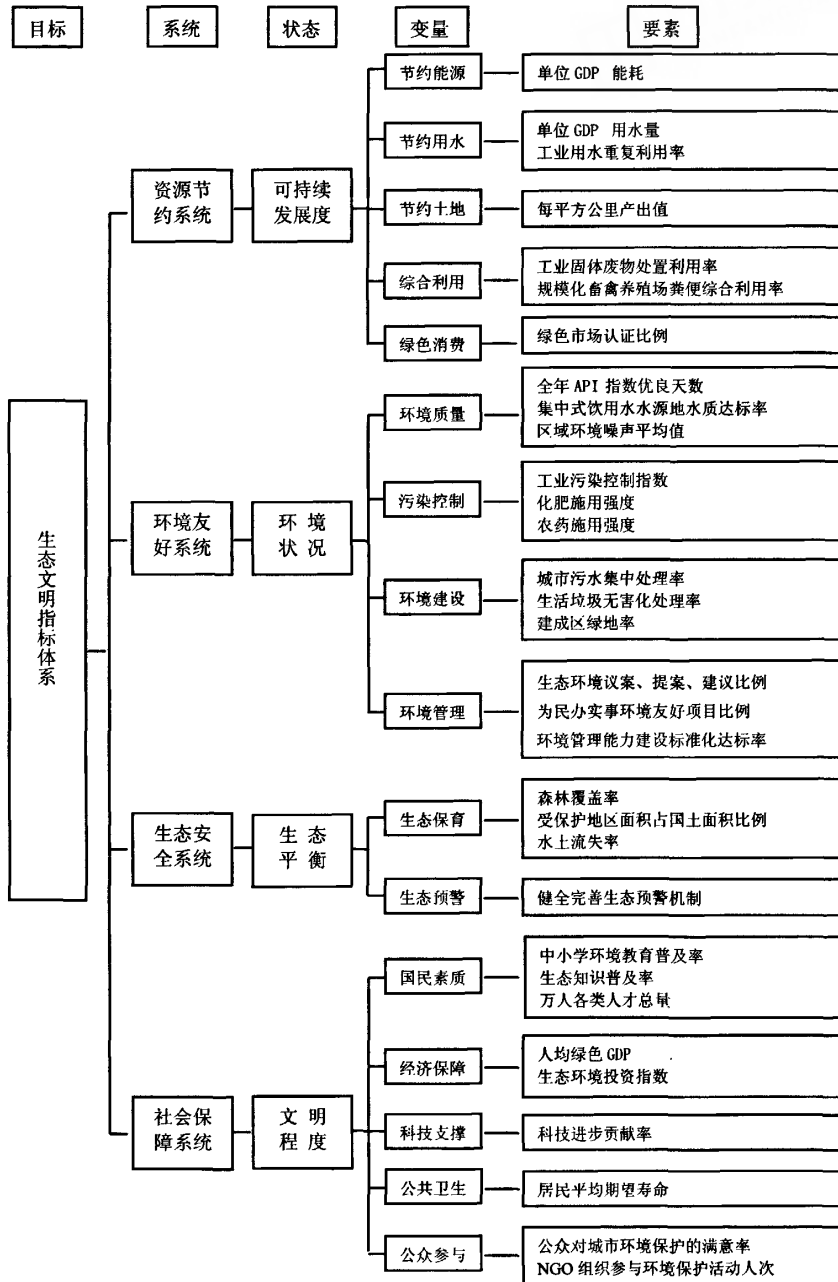 目标
系统
状态
变量
要素
生态文明指标体系
资源节
约系统
可持续
发展度
节约能源
单位 GDP 能耗
节约用水
单位 GDP 用水量
工业用水重复利用率
节约土地
每平方公里产出值
综合利用
工业固体废物处置利用率
规模化畜禽养殖场粪便综合利用率
绿色消费
绿色市场认证比例
环境友
好系统
环 境
状 况
环境质量
全年 API 指数优良天数
集中式饮用水水源地水质达标率
区域环境噪声平均值
污染控制
工业污染控制指数
化肥施用强度
农药施用强度
环境建设
城市污水集中处理率
生活垃圾无害化处理率
建成区绿地率
环境管理
生态环境议案、提案、建议比例
为民办实事环境友好项目比例
环境管理能力建设标准化达标率
生态安
全系统
生 态
平 衡
生态保育
森林覆盖率
受保护地区面积占国土面积比例
水土流失率
生态预警
健全完善生态预警机制
社会保
障系统
文 明
程 度
国民素质
中小学环境教育普及率
生态知识普及率
万人各类人才总量
经济保障
人均绿色 GDP
生态环境投资指数
科技支撑
科技进步贡献率
公共卫生
居民平均期望寿命
公众参与
公众对城市环境保护的满意率
NGO 组织参与环境保护活动人次